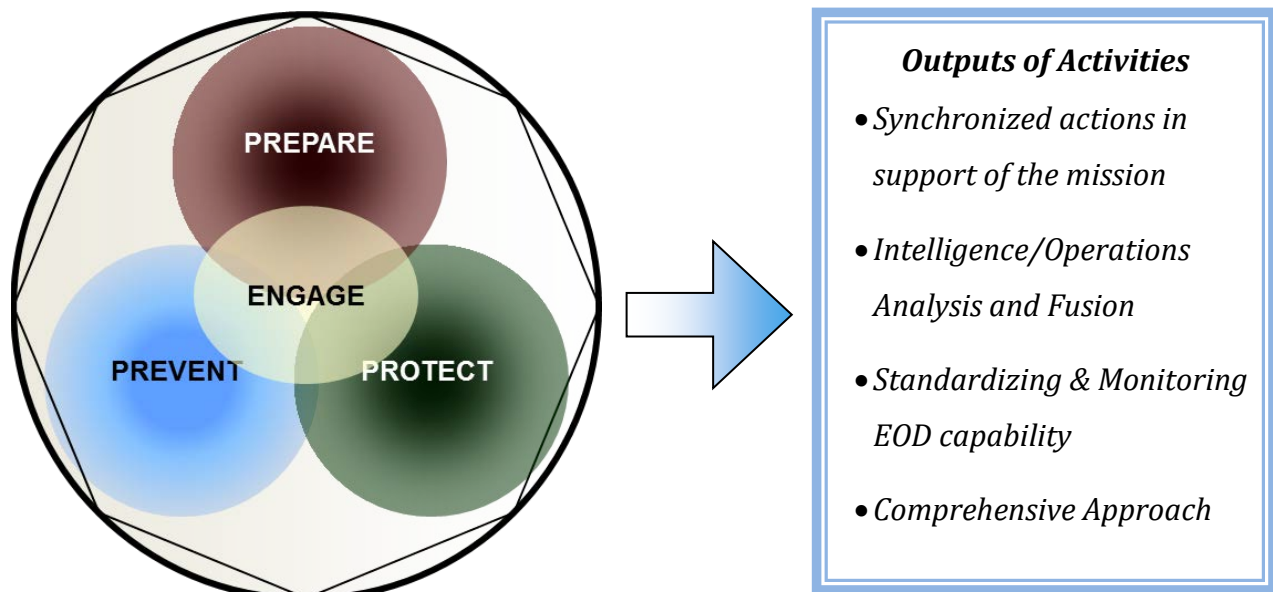 PREPARE
ENGAGE
PREVENT
PROTECT
Outputs of Activities
• Synchronized actions in
support of the mission
• Intelligence/Operations
Analysis and Fusion
• Standardizing & Monitoring
EOD capability
• Comprehensive Approach